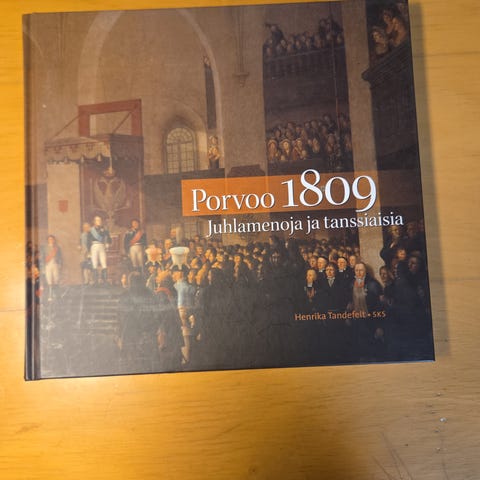 Porvoo 1809
Juhlamenoja ja tanssiaisia
Henrika Tandefelt • SKS